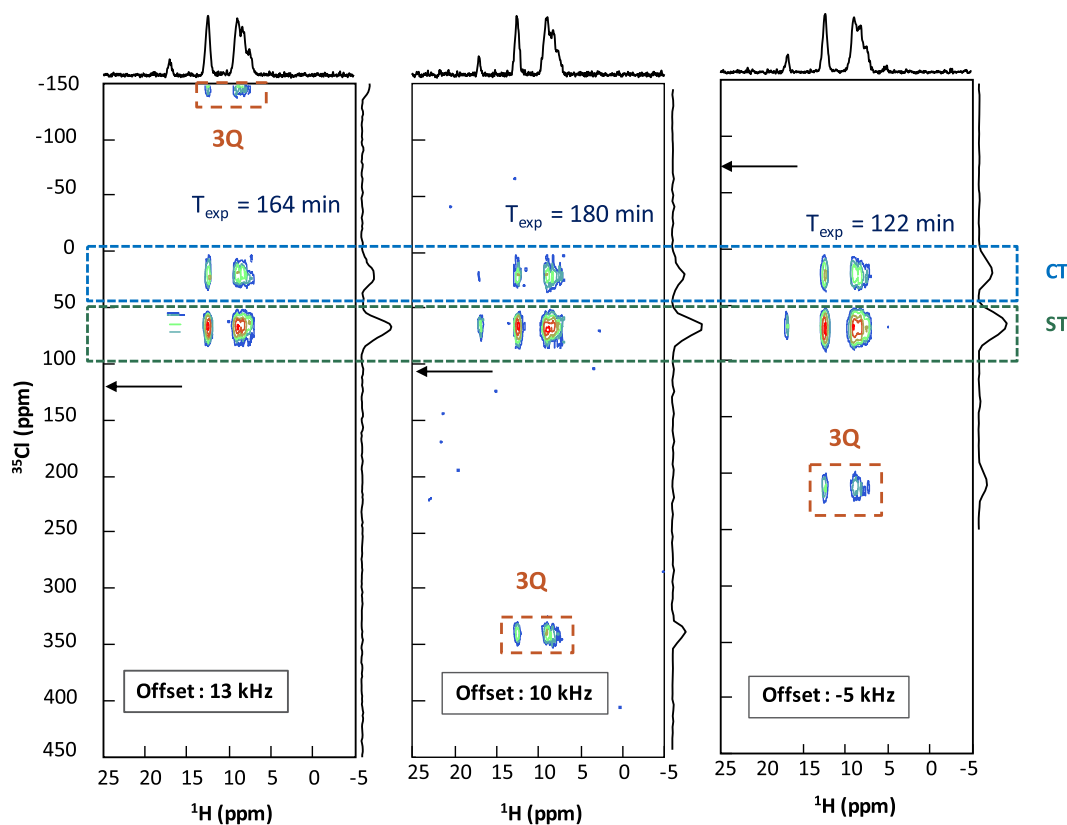 -150
-100
-50
0
50
100
150
200
250
300
350
400
450
³⁵Cl (ppm)
3Q
T_exp = 164 min
Offset : 13 kHz
25 20 15 10 5 0 -5
¹H (ppm)
T_exp = 180 min
3Q
Offset : 10 kHz
25 20 15 10 5 0 -5
¹H (ppm)
T_exp = 122 min
CT
ST
3Q
Offset : -5 kHz
25 20 15 10 5 0 -5
¹H (ppm)